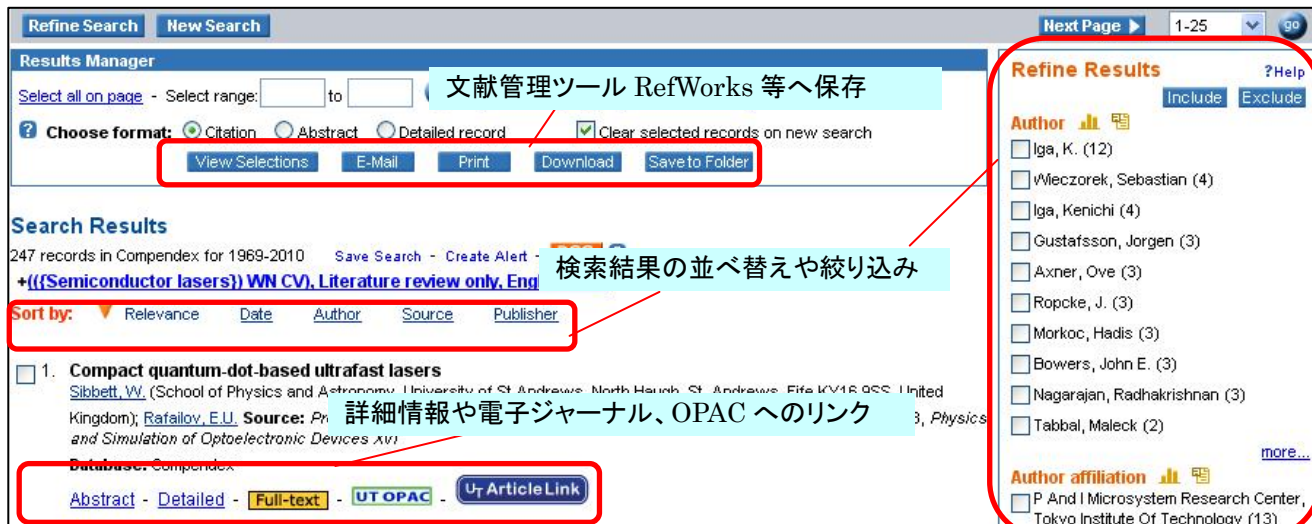 Refine Search New Search Next Page 1-25 go
Results Manager
Select all on page - Select range: to
文献管理ツール RefWorks 等へ保存
? Choose format: Citation Abstract Detailed record Clear selected records on new search
View Selections E-Mail Print Download Save to Folder
Search Results
247 records in Compendex for 1969-2010 Save Search - Create Alert -
検索結果の並べ替えや絞り込み
+(({Semiconductor lasers}) WN CV), Literature review only, Engl
Sort by: Relevance Date Author Source Publisher
1. Compact quantum-dot-based ultrafast lasers
Sibbett, W. (School of Physics and Astronomy, University of St Andrews, North Haugh, St. Andrews, Fife KY16 9SS, United
Kingdom); Rafailov, E.U. Source: Pr 3, Physics
詳細情報や電子ジャーナル、OPAC へのリンク
and Simulation of Optoelectronic Devices XVI
Database: Compendex
Abstract - Detailed - Full-text - UT OPAC - UT Article Link
Refine Results ?Help
Include Exclude
Author
Iga, K. (12)
Wieczorek, Sebastian (4)
Iga, Kenichi (4)
Gustafsson, Jorgen (3)
Axner, Ove (3)
Ropcke, J. (3)
Morkoc, Hadis (3)
Bowers, John E. (3)
Nagarajan, Radhakrishnan (3)
Tabbal, Maleck (2)
more...
Author affiliation
P And I Microsystem Research Center,
Tokyo Institute Of Technology (13)